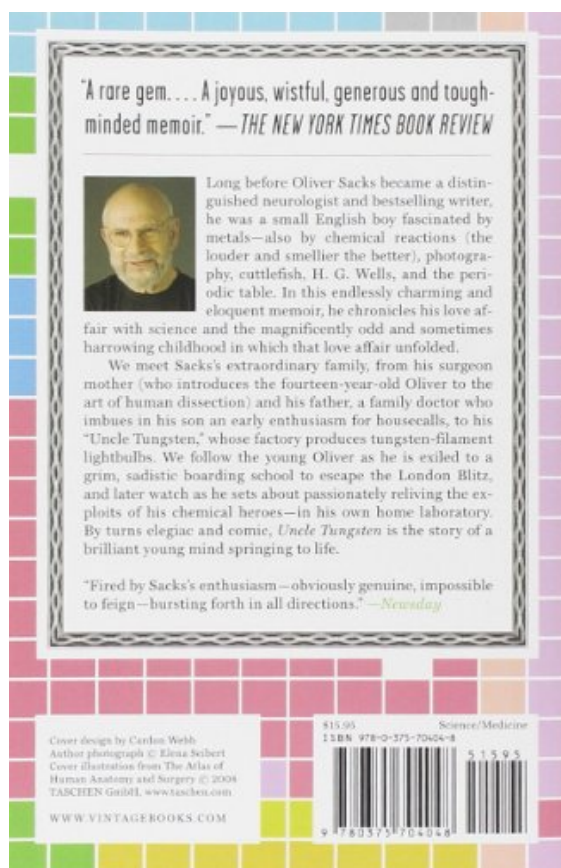 “A rare gem. . . . A joyous, wistful, generous and tough-
minded memoir.” —THE NEW YORK TIMES BOOK REVIEW
Long before Oliver Sacks became a distin-
guished neurologist and bestselling writer,
he was a small English boy fascinated by
metals—also by chemical reactions (the
louder and smellier the better), photogra-
phy, cuttlefish, H. G. Wells, and the peri-
odic table. In this endlessly charming and
eloquent memoir, he chronicles his love af-
fair with science and the magnificently odd and sometimes
harrowing childhood in which that love affair unfolded.
We meet Sacks’s extraordinary family, from his surgeon
mother (who introduces the fourteen-year-old Oliver to the
art of human dissection) and his father, a family doctor who
imbues in his son an early enthusiasm for housecalls, to his
“Uncle Tungsten,” whose factory produces tungsten-filament
lightbulbs. We follow the young Oliver as he is exiled to a
grim, sadistic boarding school to escape the London Blitz,
and later watch as he sets about passionately reliving the ex-
ploits of his chemical heroes—in his own home laboratory.
By turns elegiac and comic, Uncle Tungsten is the story of a
brilliant young mind springing to life.
“Fired by Sacks’s enthusiasm—obviously genuine, impossible
to feign—bursting forth in all directions.” —Newsday
Cover design by Cardon Webb
Author photograph © Elena Seibert
Cover illustration from The Atlas of
Human Anatomy and Surgery © 2008
TASCHEN GmbH, www.taschen.com
WWW.VINTAGEBOOKS.COM
$15.95 Science/Medicine
ISBN 978-0-375-70404-8
51595
9 780375 704048